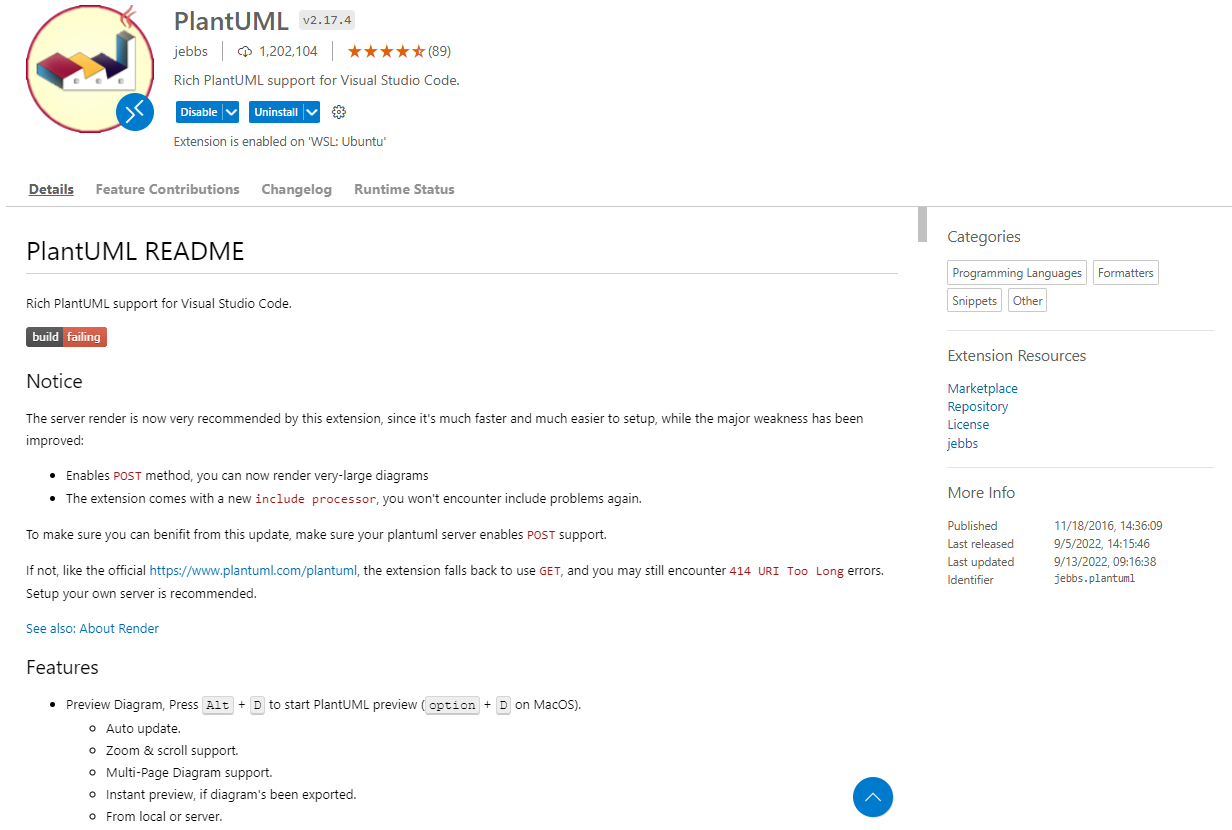 PlantUML v2.17.4
jebbs 1,202,104 (89)
Rich PlantUML support for Visual Studio Code.
Disable Uninstall
Extension is enabled on 'WSL: Ubuntu'
Details Feature Contributions Changelog Runtime Status
PlantUML README
Rich PlantUML support for Visual Studio Code.
build failing
Notice
The server render is now very recommended by this extension, since it's much faster and much easier to setup, while the major weakness has been
improved:
Enables POST method, you can now render very-large diagrams
The extension comes with a new include processor, you won't encounter include problems again.
To make sure you can benifit from this update, make sure your plantuml server enables POST support.
If not, like the official https://www.plantuml.com/plantuml, the extension falls back to use GET, and you may still encounter 414 URI Too Long errors.
Setup your own server is recommended.
See also: About Render
Features
Preview Diagram, Press Alt + D to start PlantUML preview (option + D on MacOS).
Auto update.
Zoom & scroll support.
Multi-Page Diagram support.
Instant preview, if diagram's been exported.
From local or server.
Categories
Programming Languages Formatters
Snippets Other
Extension Resources
Marketplace
Repository
License
jebbs
More Info
Published 11/18/2016, 14:36:09
Last released 9/5/2022, 14:15:46
Last updated 9/13/2022, 09:16:38
Identifier jebbs.plantuml